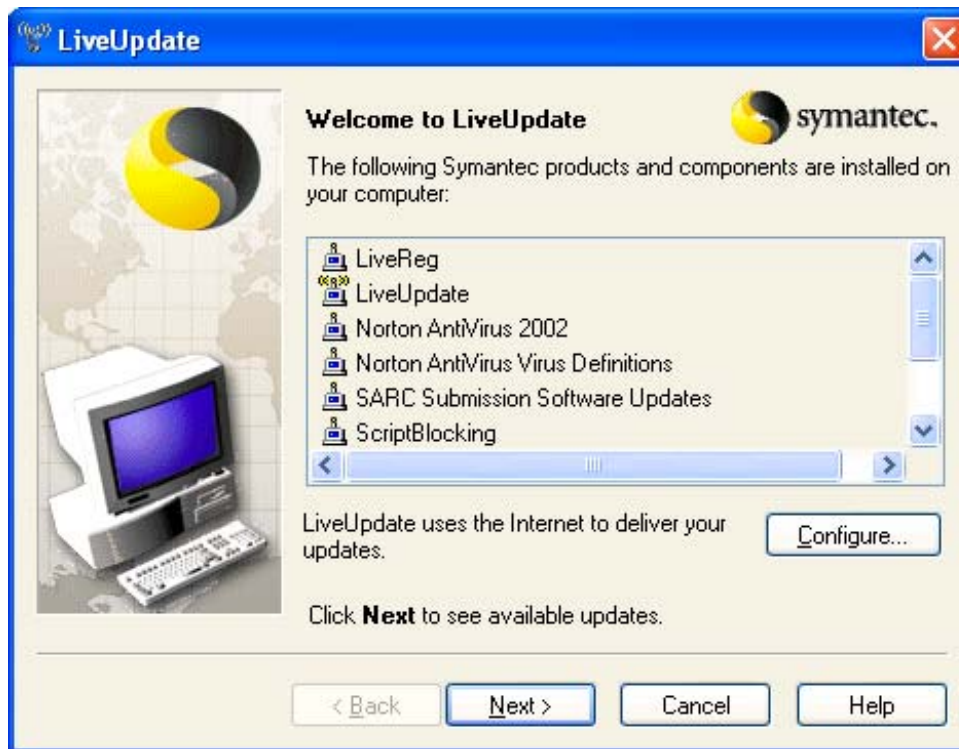 LiveUpdate
symantec.
Welcome to LiveUpdate
The following Symantec products and components are installed on
your computer:
LiveReg
LiveUpdate
Norton AntiVirus 2002
Norton AntiVirus Virus Definitions
SARC Submission Software Updates
ScriptBlocking
LiveUpdate uses the Internet to deliver your
updates.
Configure...
Click Next to see available updates.
< Back
Next >
Cancel
Help